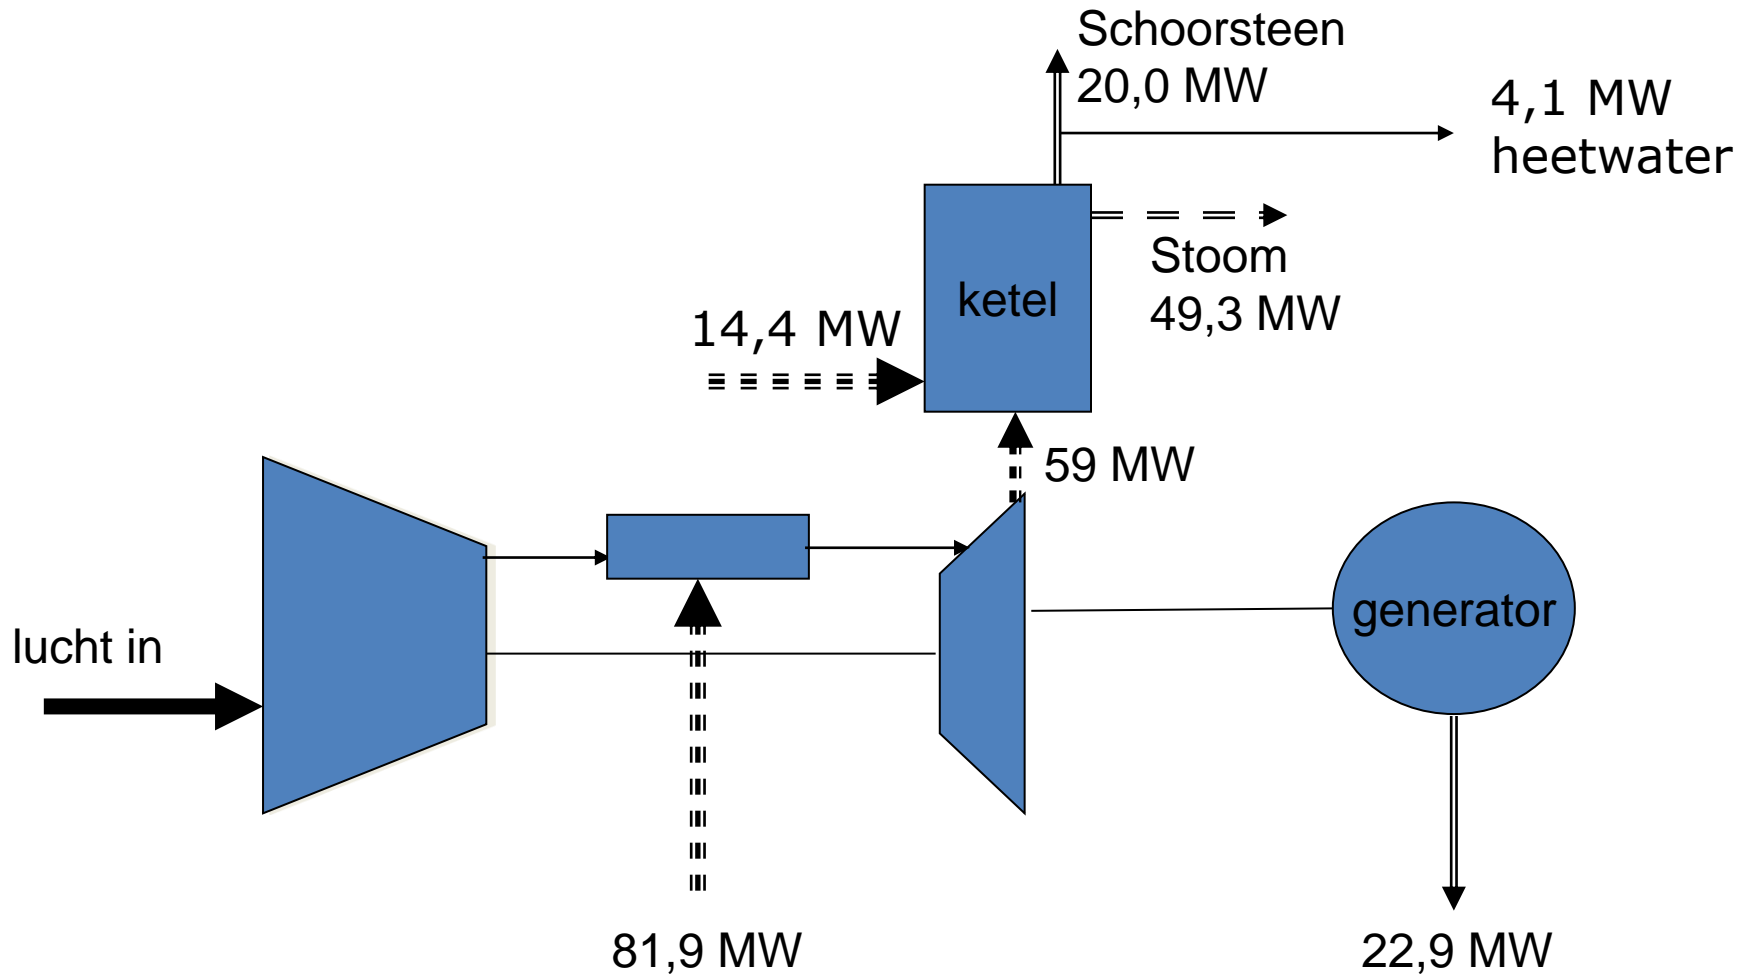 Schoorsteen
20,0 MW
4,1 MW
heetwater
Stoom
49,3 MW
ketel
14,4 MW
59 MW
generator
lucht in
81,9 MW
22,9 MW